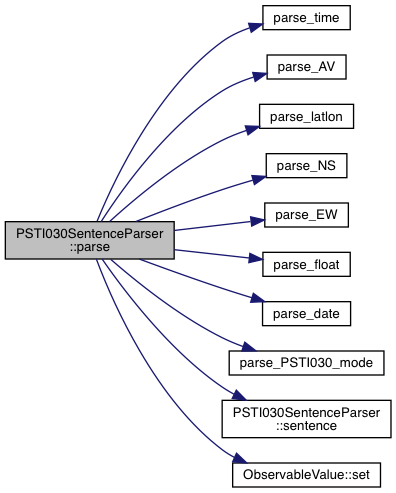 parse_time
parse_AV
parse_latlon
parse_NS
PSTI030SentenceParser
::parse
parse_EW
parse_float
parse_date
parse_PSTI030_mode
PSTI030SentenceParser
::sentence
ObservableValue::set